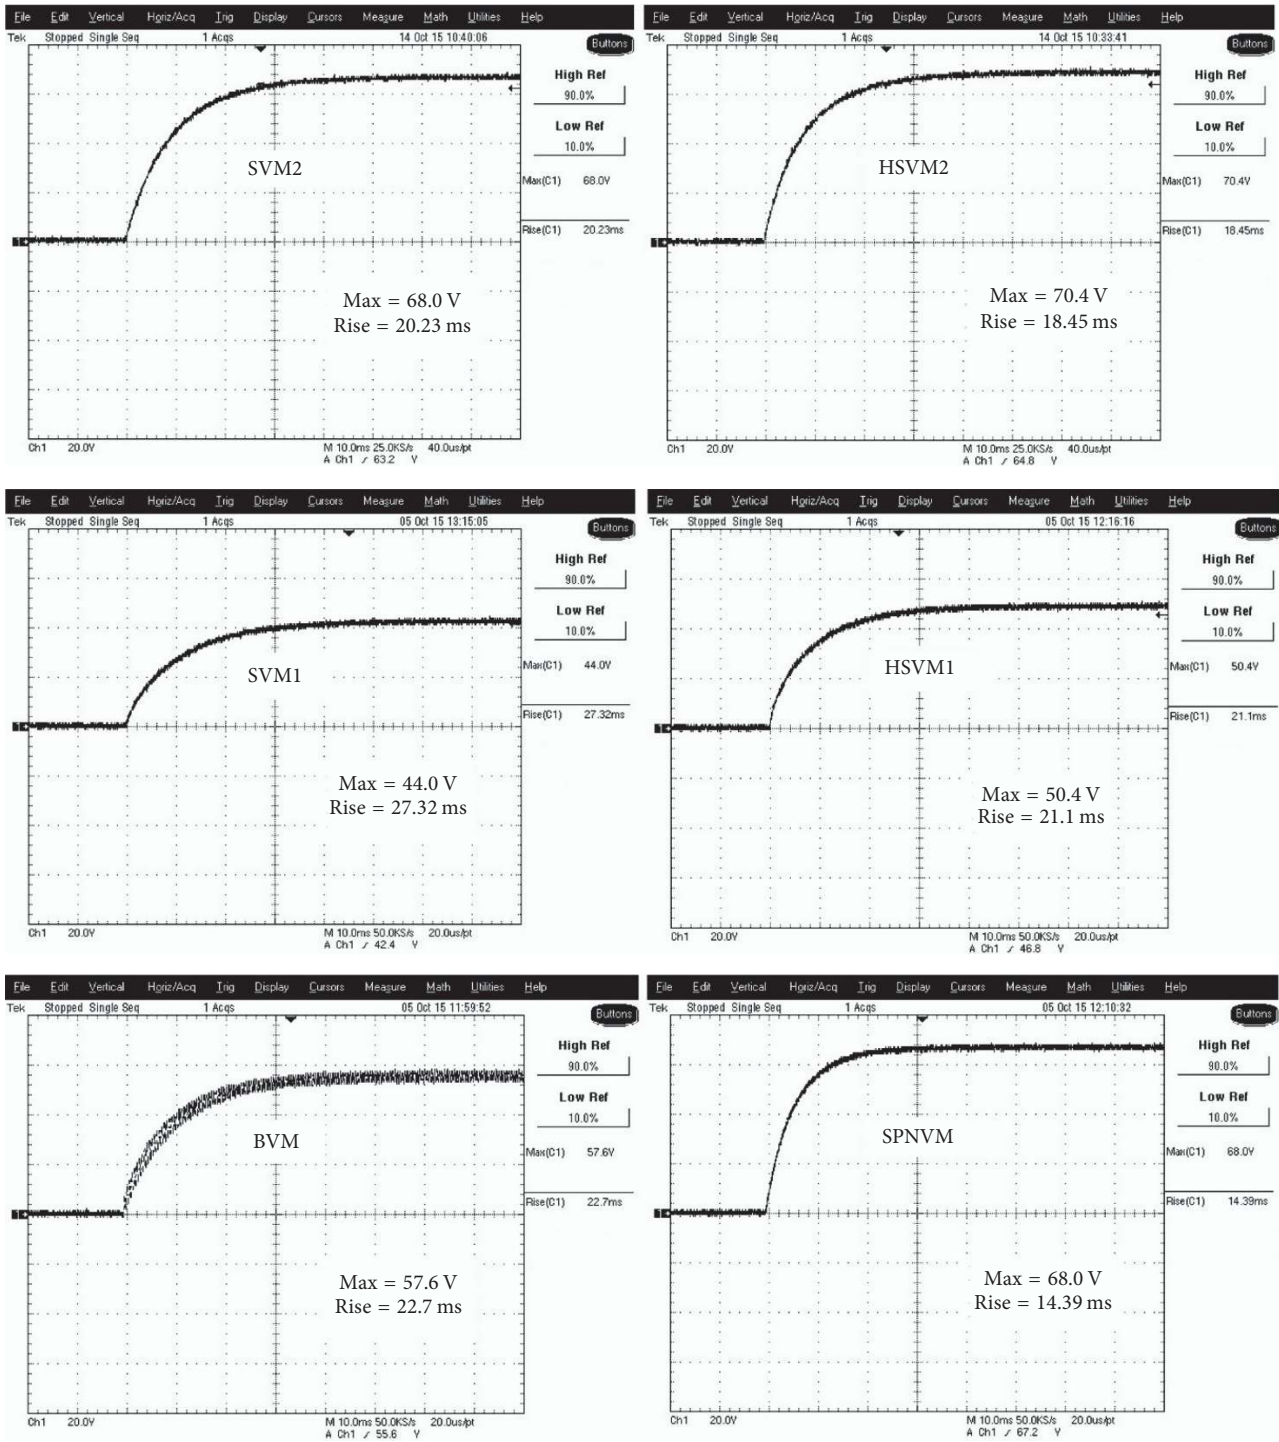 File Edit Vertical Horiz/Acq Trig Display Cursors Measure Math Utilities Help
Tek Stopped Single Seq 1 Acqs 14 Oct 15 10:40:06
Buttons
High Ref
90.0%
Low Ref
10.0%
Max(C1) 68.0V
Rise(C1) 20.23ms
SVM2
Max = 68.0 V
Rise = 20.23 ms
Ch1 20.0V M 10.0ms 25.0KS/s 40.0us/pt
A Ch1 63.2 V
File Edit Vertical Horiz/Acq Trig Display Cursors Measure Math Utilities Help
Tek Stopped Single Seq 1 Acqs 14 Oct 15 10:33:41
Buttons
High Ref
90.0%
Low Ref
10.0%
Max(C1) 70.4V
Rise(C1) 18.45ms
HSVM2
Max = 70.4 V
Rise = 18.45 ms
Ch1 20.0V M 10.0ms 25.0KS/s 40.0us/pt
A Ch1 64.8 V
File Edit Vertical Horiz/Acq Trig Display Cursors Measure Math Utilities Help
Tek Stopped Single Seq 1 Acqs 05 Oct 15 13:15:05
Buttons
High Ref
90.0%
Low Ref
10.0%
Max(C1) 44.0V
Rise(C1) 27.32ms
SVM1
Max = 44.0 V
Rise = 27.32 ms
Ch1 20.0V M 10.0ms 50.0KS/s 20.0us/pt
A Ch1 42.4 V
File Edit Vertical Horiz/Acq Trig Display Cursors Measure Math Utilities Help
Tek Stopped Single Seq 1 Acqs 05 Oct 15 12:16:16
Buttons
High Ref
90.0%
Low Ref
10.0%
Max(C1) 50.4V
Rise(C1) 21.1ms
HSVM1
Max = 50.4 V
Rise = 21.1 ms
Ch1 20.0V M 10.0ms 50.0KS/s 20.0us/pt
A Ch1 46.8 V
File Edit Vertical Horiz/Acq Trig Display Cursors Measure Math Utilities Help
Tek Stopped Single Seq 1 Acqs 05 Oct 15 11:59:52
Buttons
High Ref
90.0%
Low Ref
10.0%
Max(C1) 57.6V
Rise(C1) 22.7ms
BVM
Max = 57.6 V
Rise = 22.7 ms
Ch1 20.0V M 10.0ms 50.0KS/s 20.0us/pt
A Ch1 55.6 V
File Edit Vertical Horiz/Acq Trig Display Cursors Measure Math Utilities Help
Tek Stopped Single Seq 1 Acqs 05 Oct 15 12:10:32
Buttons
High Ref
90.0%
Low Ref
10.0%
Max(C1) 68.0V
Rise(C1) 14.39ms
SPNVM
Max = 68.0 V
Rise = 14.39 ms
Ch1 20.0V M 10.0ms 50.0KS/s 20.0us/pt
A Ch1 67.2 V